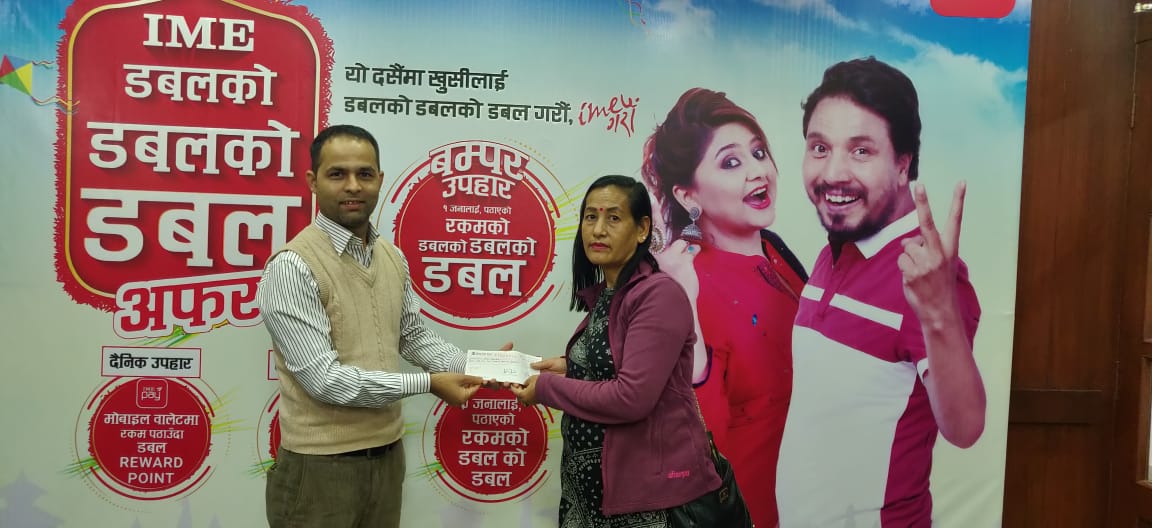 IME
डबलको
डबलको
डबल
अफर
यो दसैंमा खुसीलाई
डबलको डबलको डबल गरौं, ime गरौं
बम्पर
उपहार
१ जनालाई, पठाएको
रकमको
डबलको डबलको
डबल
दैनिक उपहार
IME
pay
मोबाइल वालेटमा
रकम पठाउँदा
डबल
REWARD
POINT
जनालाई,
पठाएको
रकमको
डबल को
डबल